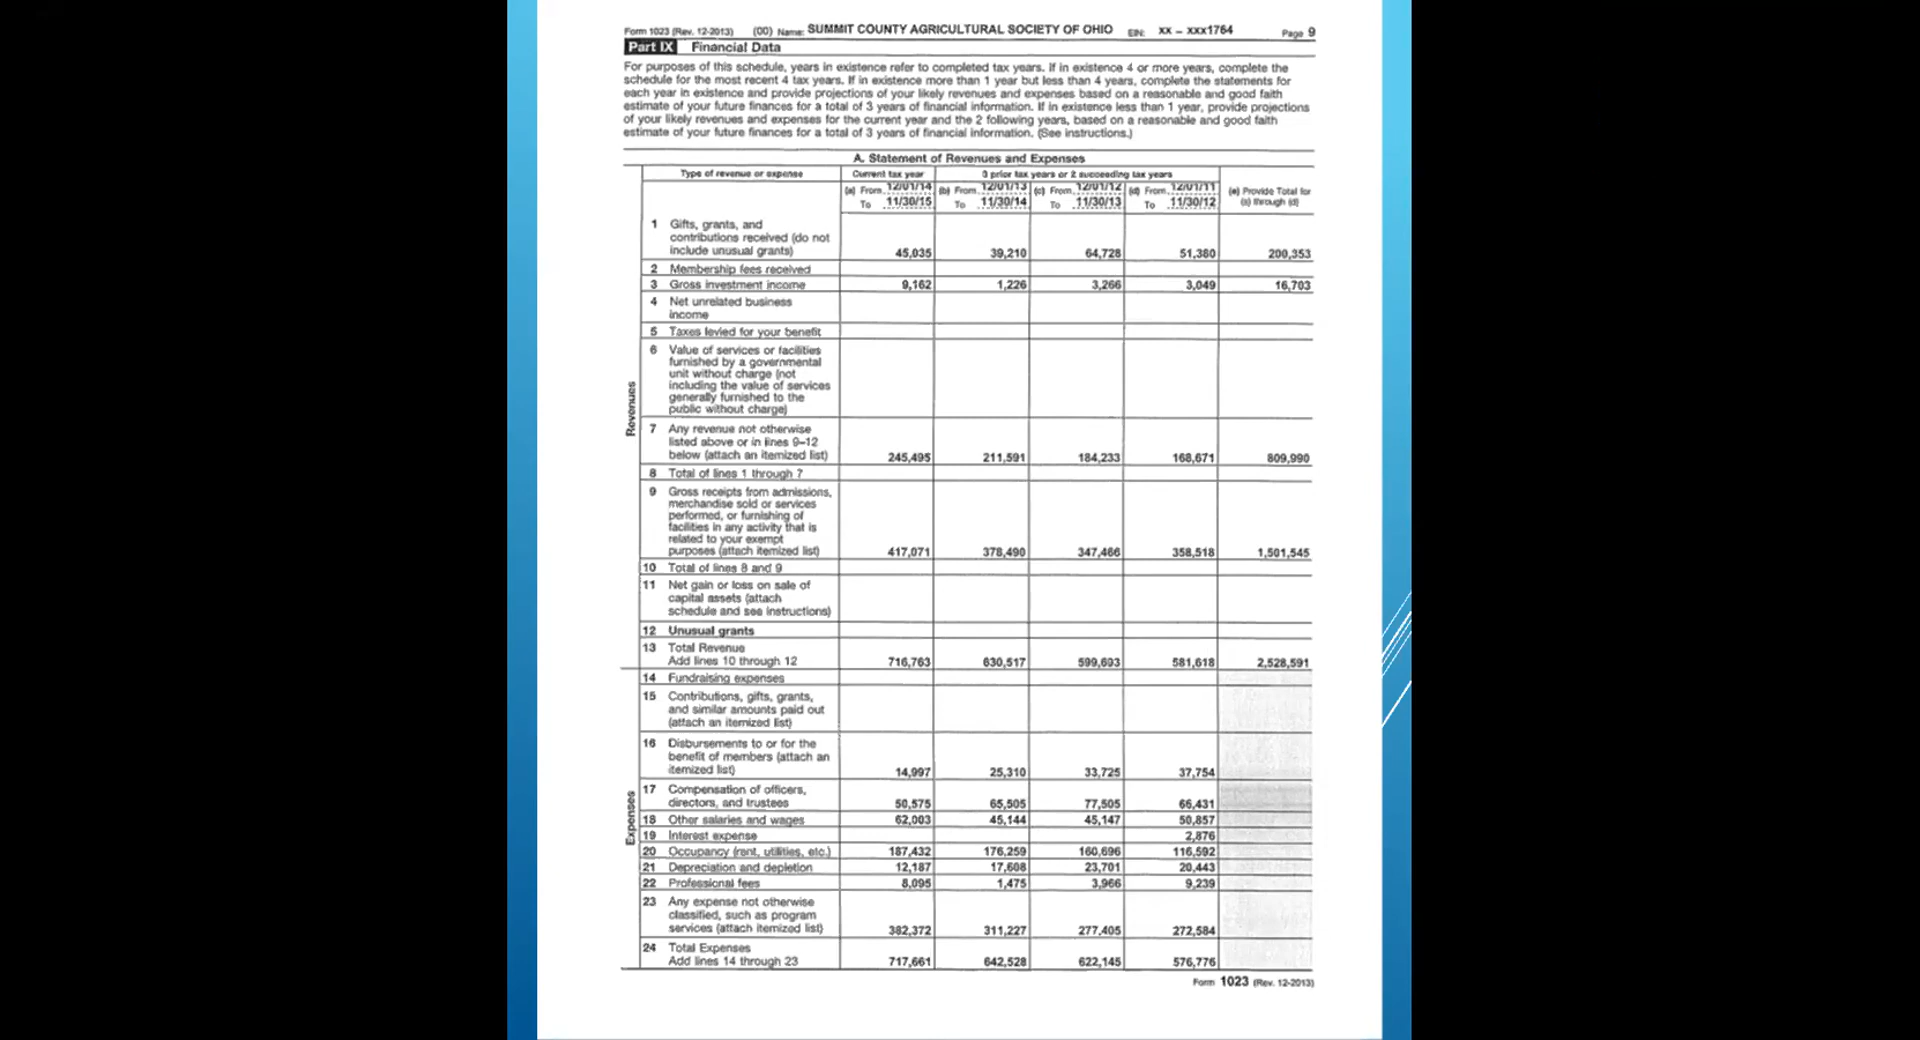 Form 1023 (Rev. 12-2013) (00) Name: SUMMIT COUNTY AGRICULTURAL SOCIETY OF OHIO EIN: XX – XXX1764 Page 9
Part IX Financial Data
For purposes of this schedule, years in existence refer to completed tax years. If in existence 4 or more years, complete the
schedule for the most recent 4 tax years. If in existence more than 1 year but less than 4 years, complete the statements for
each year in existence and provide projections of your likely revenues and expenses based on a reasonable and good faith
estimate of your future finances for a total of 3 years of financial information. If in existence less than 1 year, provide projections
of your likely revenues and expenses for the current year and the 2 following years, based on a reasonable and good faith
estimate of your future finances for a total of 3 years of financial information. (See instructions.)
A. Statement of Revenues and Expenses
Type of revenue or expense Current tax year 3 prior tax years or 2 succeeding tax years
(a) From 12/01/14 (b) From 12/01/13 (c) From 12/01/12 (d) From 12/01/11 (e) Provide Total for
To 11/30/15 To 11/30/14 To 11/30/13 To 11/30/12 (a) through (d)
Revenues
1 Gifts, grants, and
contributions received (do not
include unusual grants) 45,035 39,210 64,728 51,380 200,353
2 Membership fees received
3 Gross investment income 9,162 1,226 3,266 3,049 16,703
4 Net unrelated business
income
5 Taxes levied for your benefit
6 Value of services or facilities
furnished by a governmental
unit without charge (not
including the value of services
generally furnished to the
public without charge)
7 Any revenue not otherwise
listed above or in lines 9–12
below (attach an itemized list) 245,495 211,591 184,233 168,671 809,990
8 Total of lines 1 through 7
9 Gross receipts from admissions,
merchandise sold or services
performed, or furnishing of
facilities in any activity that is
related to your exempt
purposes (attach itemized list) 417,071 378,490 347,466 358,518 1,501,545
10 Total of lines 8 and 9
11 Net gain or loss on sale of
capital assets (attach
schedule and see instructions)
12 Unusual grants
13 Total Revenue
Add lines 10 through 12 716,763 630,517 599,693 581,618 2,528,591
Expenses
14 Fundraising expenses
15 Contributions, gifts, grants,
and similar amounts paid out
(attach an itemized list)
16 Disbursements to or for the
benefit of members (attach an
itemized list) 14,997 25,310 33,725 37,754
17 Compensation of officers,
directors, and trustees 50,575 65,505 77,505 66,431
18 Other salaries and wages 62,003 45,144 45,147 50,857
19 Interest expense 2,876
20 Occupancy (rent, utilities, etc.) 187,432 176,259 160,696 116,592
21 Depreciation and depletion 12,187 17,608 23,701 20,443
22 Professional fees 8,095 1,475 3,966 9,239
23 Any expense not otherwise
classified, such as program
services (attach itemized list) 382,372 311,227 277,405 272,584
24 Total Expenses
Add lines 14 through 23 717,661 642,528 622,145 576,776
Form 1023 (Rev. 12-2013)